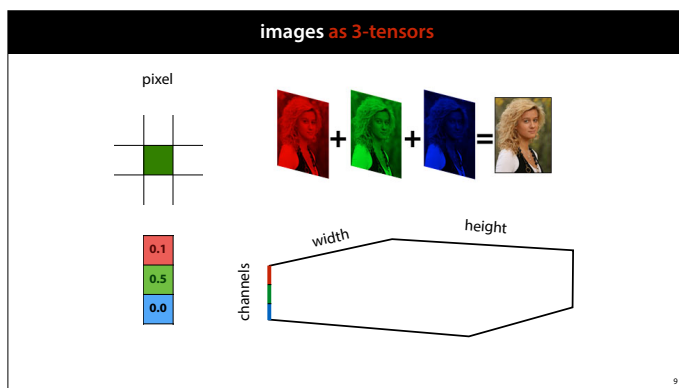 images as 3-tensors
pixel
+ + =
0.1
0.5
0.0
channels
width
height
9